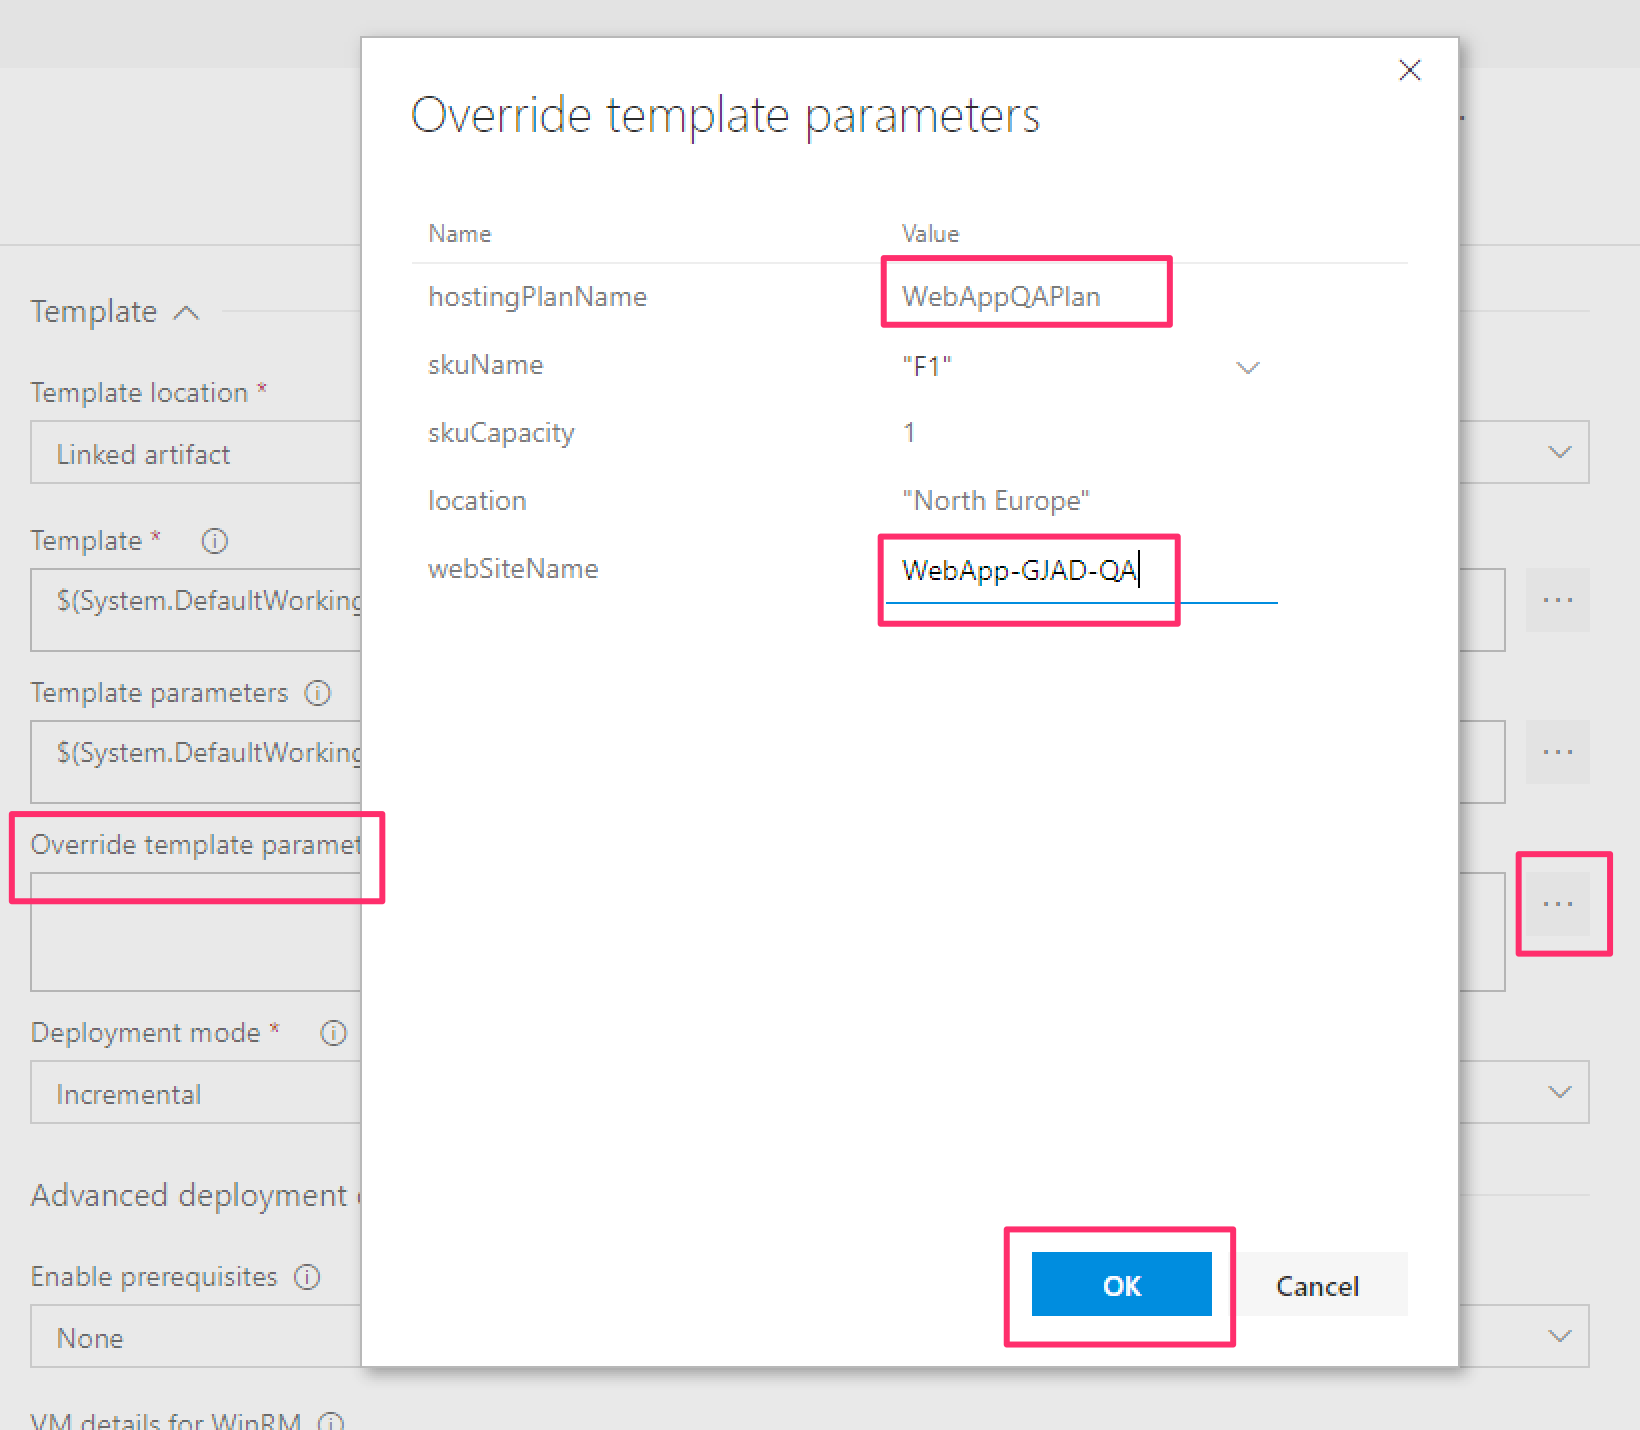 Override template parameters
Name Value
hostingPlanName WebAppQAPlan
skuName "F1"
skuCapacity 1
location "North Europe"
webSiteName WebApp-GJAD-QA
OK Cancel
Template
Template location *
Linked artifact
Template *
$(System.DefaultWorking
...
Template parameters
$(System.DefaultWorking
...
Override template paramet
...
Deployment mode *
Incremental
Advanced deployment
Enable prerequisites
None
VM details for WinRM